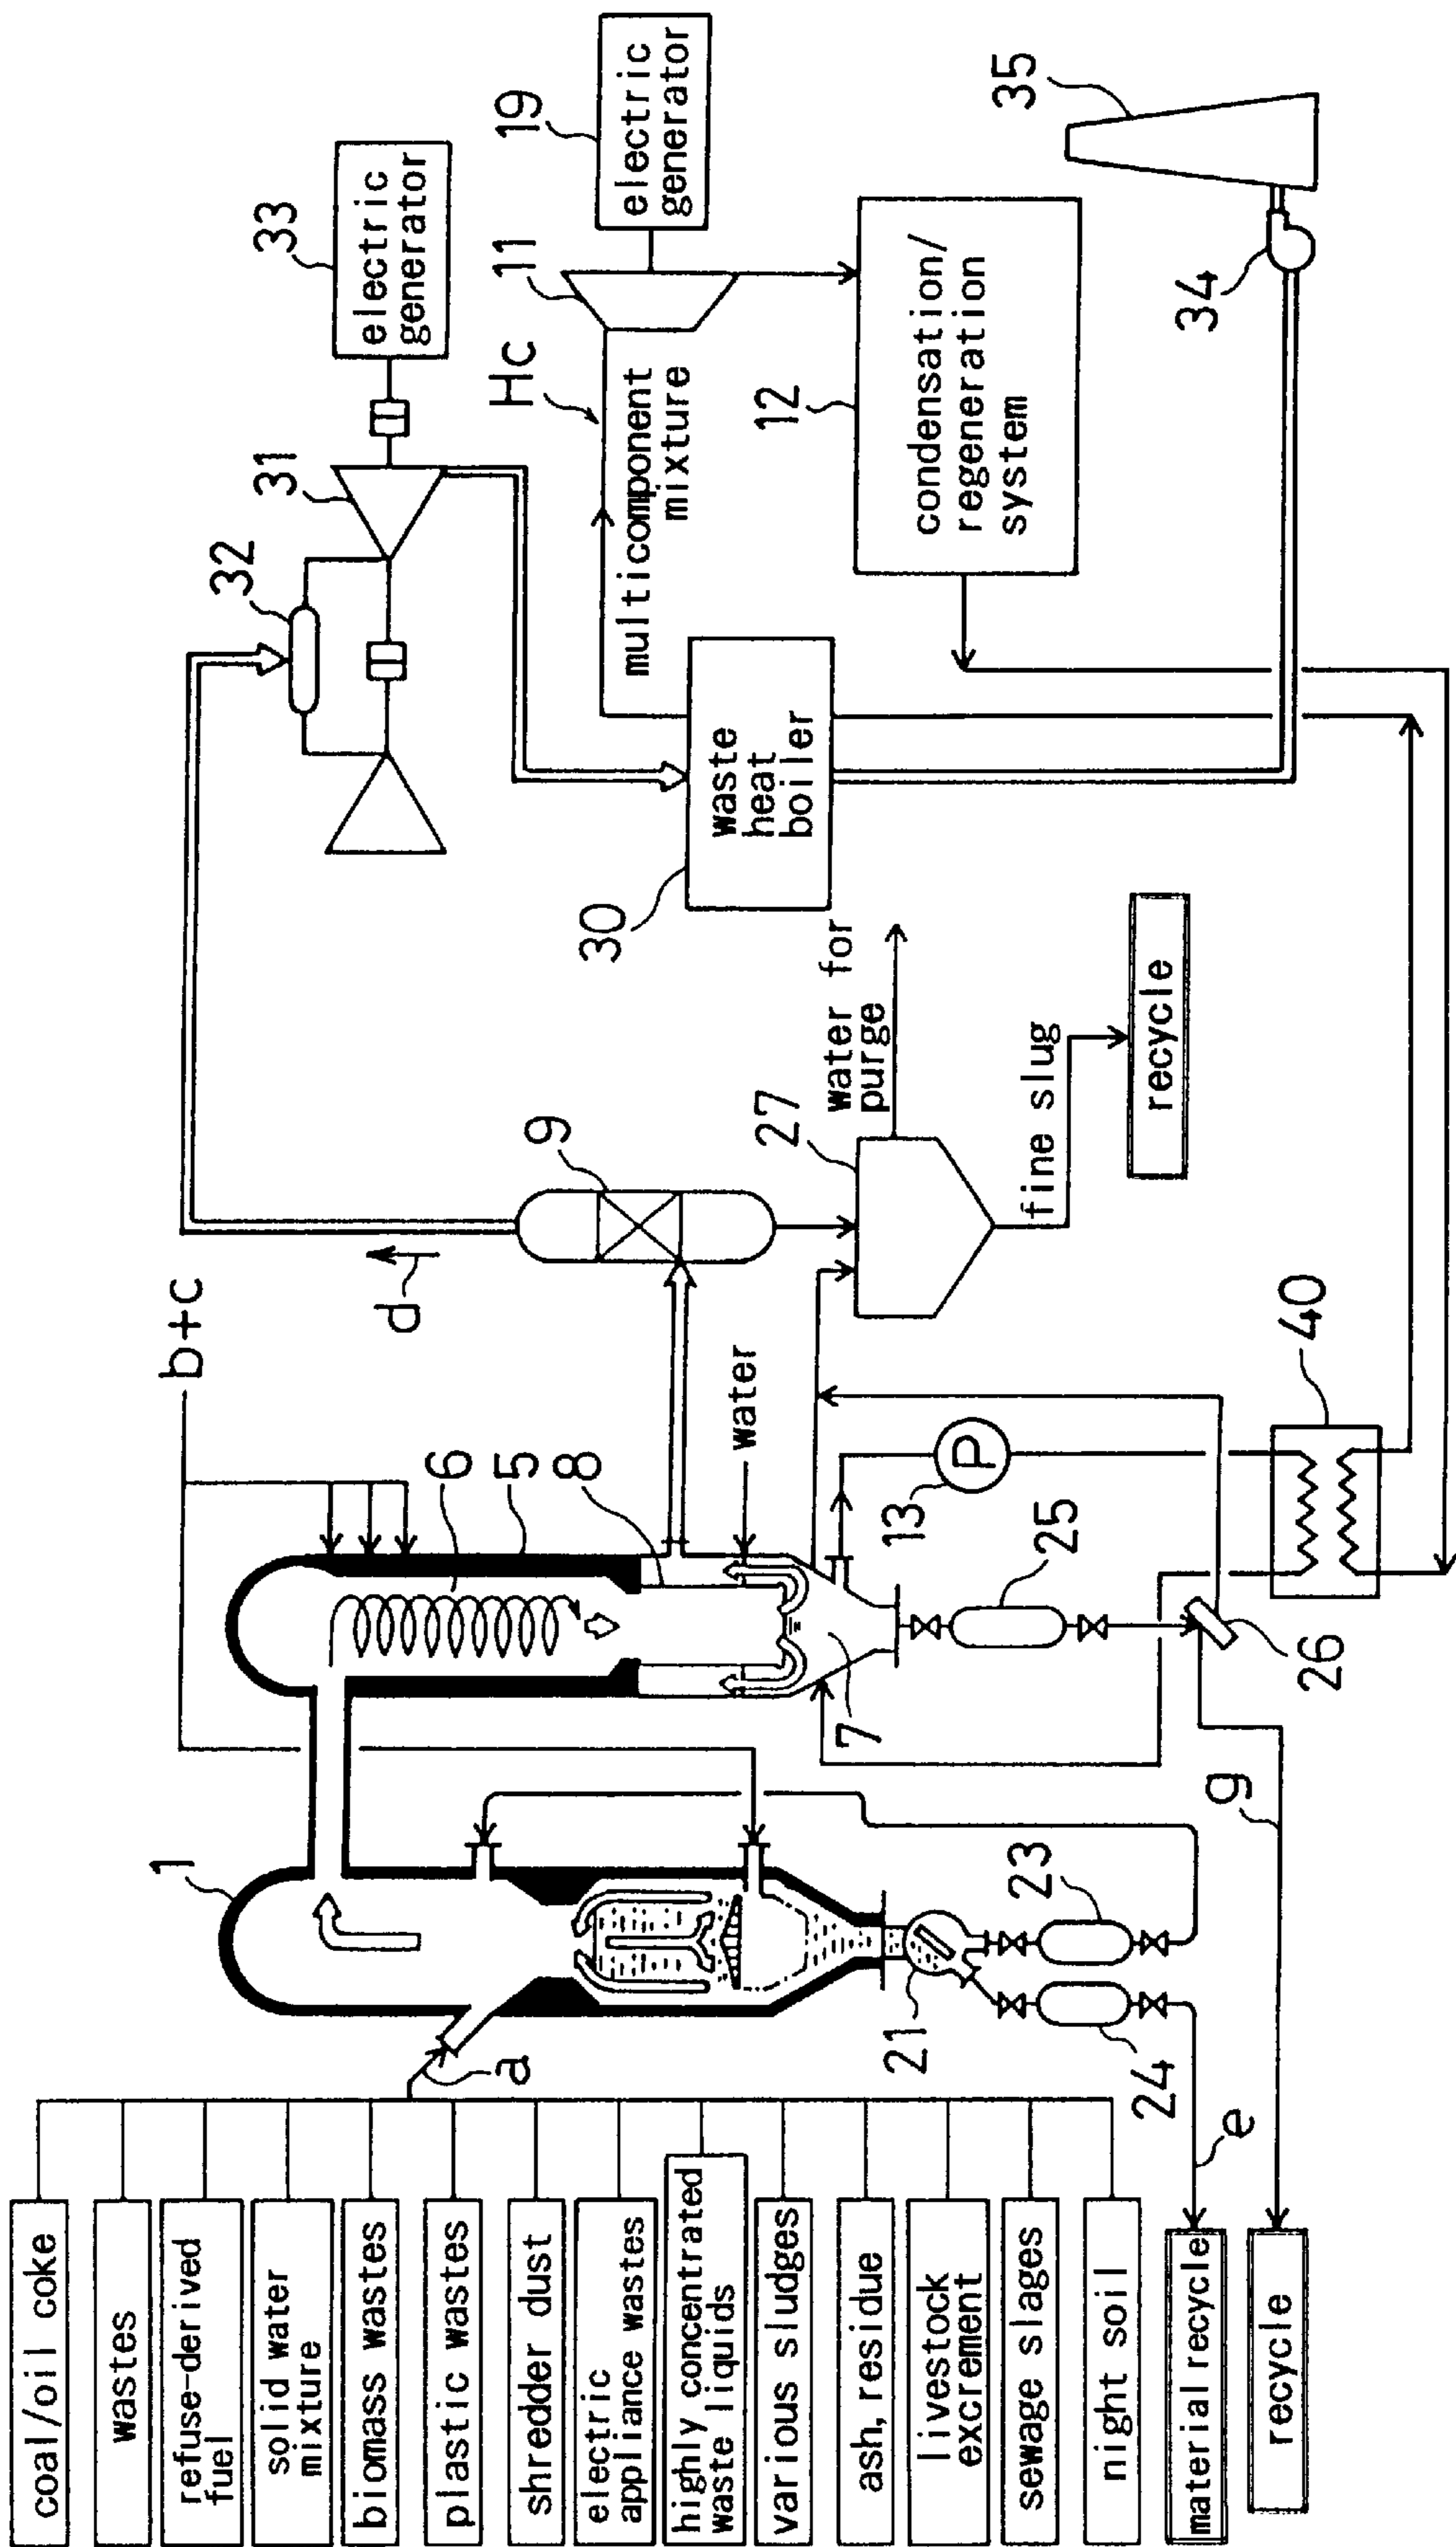 coal/oil coke
wastes
refuse-derived
fuel
solid water
mixture
biomass wastes
plastic wastes
shredder dust
electric
appliance wastes
highly concentrated
waste liquids
various sludges
ash,residue
livestock
excrement
sewage slages
night soil
material recycle
recycle
a
e
g
1
21
23
24
b+c
6
5
8
7
water
13
P
25
26
40
d
9
27
water for
purge
fine slug
recycle
30
waste
heat
boiler
32
31
33
electric
generator
multicomponent
mixture
Hc
11
19
electric
generator
12
condensation/
regeneration
system
34
35